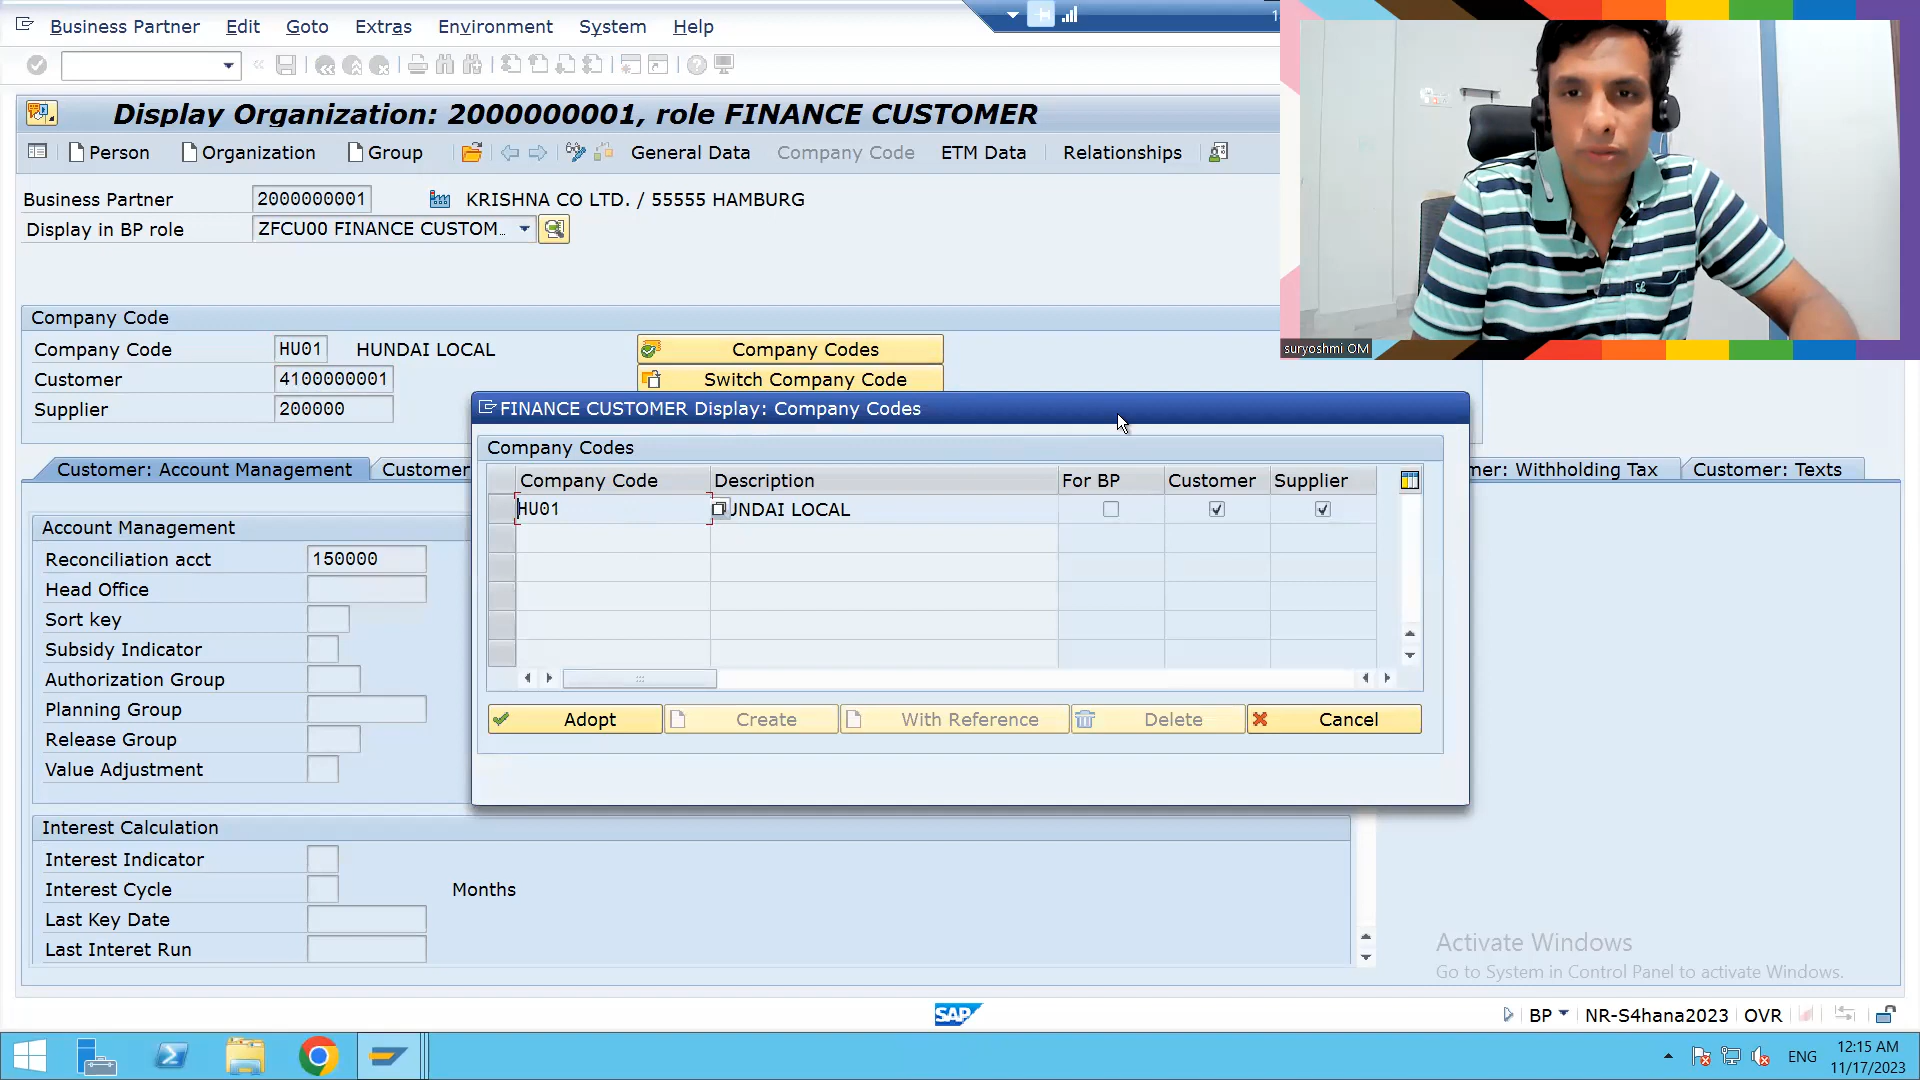 Business Partner Edit Goto Extras Environment System Help
Display Organization: 2000000001, role FINANCE CUSTOMER
Person Organization Group General Data Company Code ETM Data Relationships
Business Partner 2000000001 KRISHNA CO LTD. / 55555 HAMBURG
Display in BP role ZFCU00 FINANCE CUSTOM..
suryoshmi OM
Company Code
Company Code HU01 HUNDAI LOCAL Company Codes
Customer 4100000001 Switch Company Code
Supplier 200000
FINANCE CUSTOMER Display: Company Codes
Company Codes
Company Code Description For BP Customer Supplier
HU01 UNDAI LOCAL
Adopt Create With Reference Delete Cancel
Customer: Account Management Customer mer: Withholding Tax Customer: Texts
Account Management
Reconciliation acct 150000
Head Office
Sort key
Subsidy Indicator
Authorization Group
Planning Group
Release Group
Value Adjustment
Interest Calculation
Interest Indicator
Interest Cycle Months
Last Key Date
Last Interet Run
Activate Windows
Go to System in Control Panel to activate Windows.
SAP BP NR-S4hana2023 OVR
ENG 12:15 AM
11/17/2023